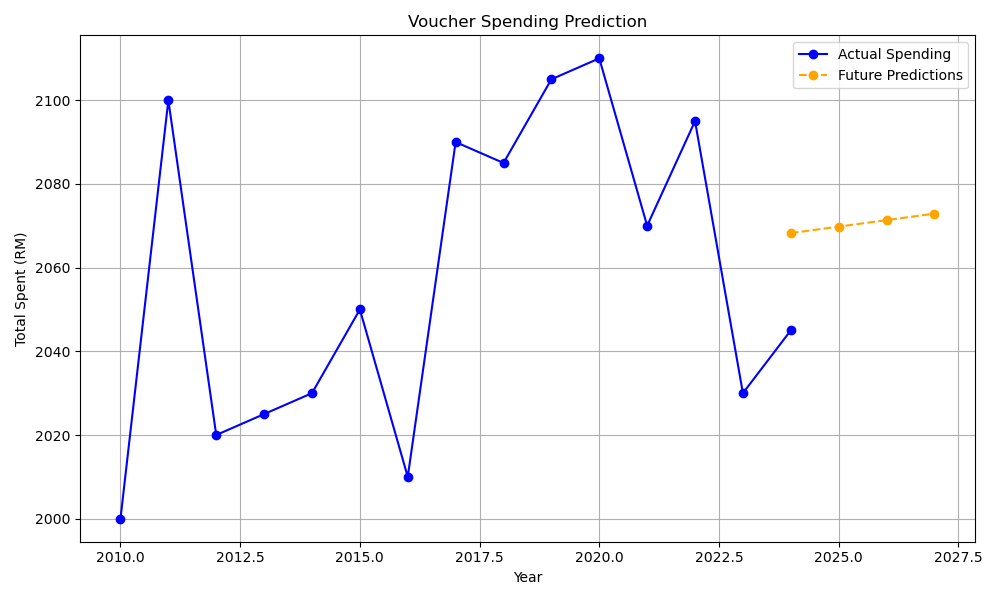 Voucher Spending Prediction
Actual Spending
Future Predictions
Total Spent (RM)
2100
2080
2060
2040
2020
2000
2010.0 2012.5 2015.0 2017.5 2020.0 2022.5 2025.0 2027.5
Year